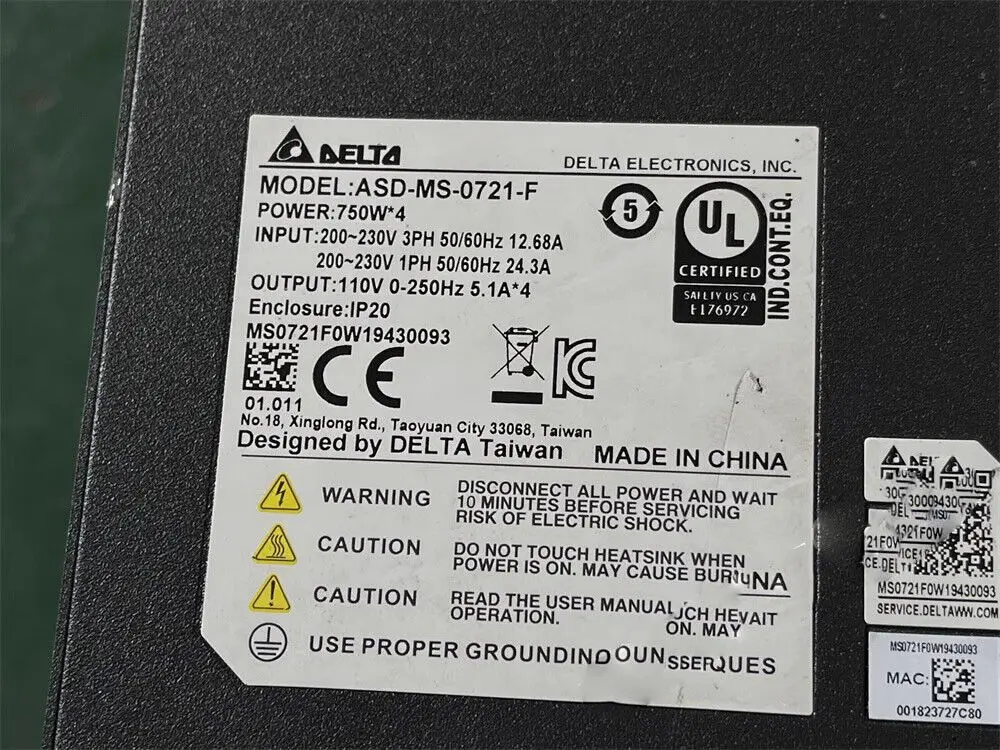 DELTA
DELTA ELECTRONICS, INC.
MODEL:ASD-MS-0721-F
POWER:750W*4
INPUT:200~230V 3PH 50/60Hz 12.68A
200~230V 1PH 50/60Hz 24.3A
OUTPUT:110V 0-250Hz 5.1A*4
Enclosure:IP20
MS0721F0W19430093
5
UL
CERTIFIED
SAFETY US CA
E176972
IND.CONT.EQ.
CE
KC
01.011
No.18, Xinglong Rd., Taoyuan City 33068, Taiwan
Designed by DELTA Taiwan MADE IN CHINA
WARNING DISCONNECT ALL POWER AND WAIT
10 MINUTES BEFORE SERVICING
RISK OF ELECTRIC SHOCK.
CAUTION DO NOT TOUCH HEATSINK WHEN
POWER IS ON. MAY CAUSE
CAUTION READ THE USER MANUAL
OPERATION. ON. MAY
USE PROPER
MS0721F0W19430093
SERVICE.DELTAWW.COM
MS0721F0W19430093
MAC:
001823727C80